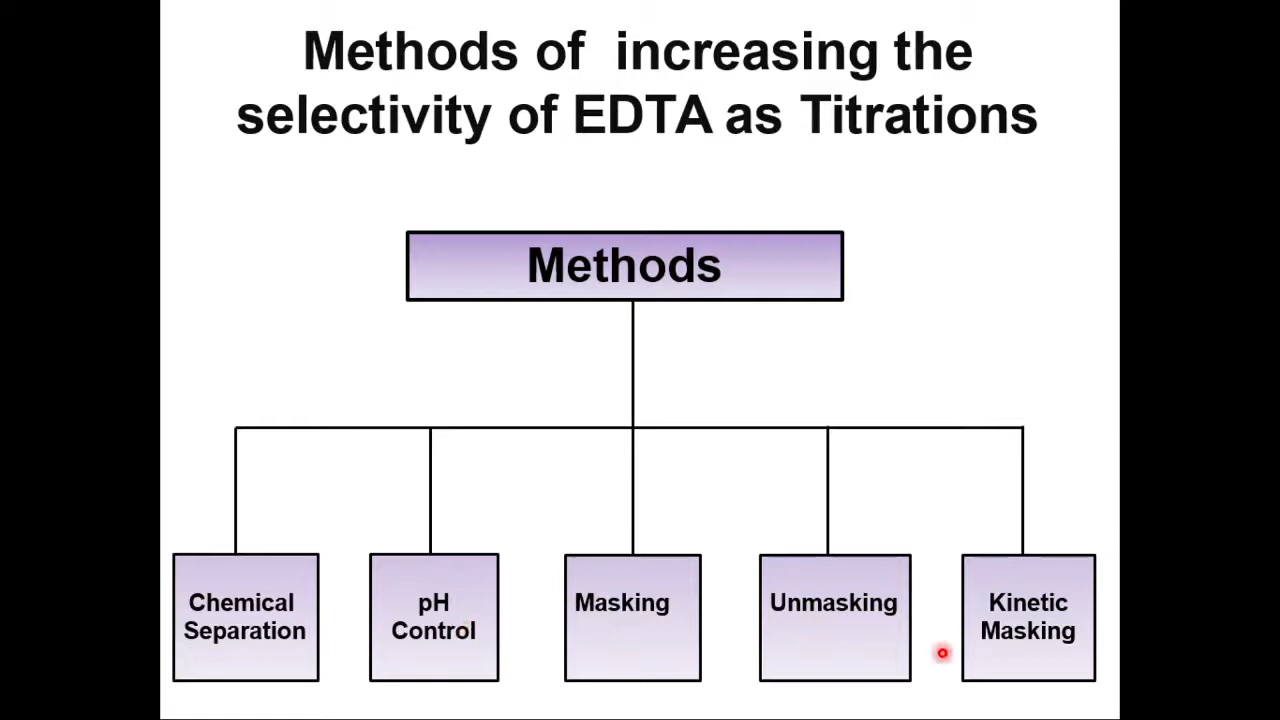 Methods of increasing the
selectivity of EDTA as Titrations
Methods
Chemical
Separation
pH
Control
Masking
Unmasking
Kinetic
Masking